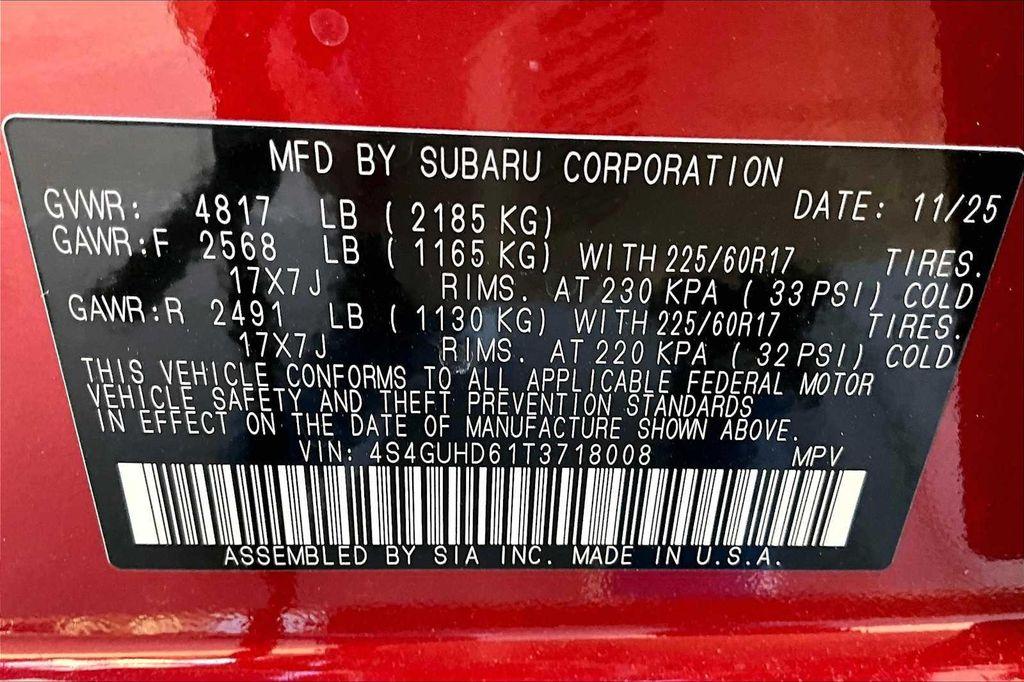 MFD BY SUBARU CORPORATION
GVWR: 4817 LB ( 2185 KG) DATE: 11/25
GAWR:F 2568 LB ( 1165 KG) WITH 225/60R17 TIRES.
17X7J RIMS. AT 230 KPA ( 33 PSI) COLD
GAWR:R 2491 LB ( 1130 KG) WITH 225/60R17 TIRES.
17X7J RIMS. AT 220 KPA ( 32 PSI) COLD
THIS VEHICLE CONFORMS TO ALL APPLICABLE FEDERAL MOTOR
VEHICLE SAFETY AND THEFT PREVENTION STANDARDS
IN EFFECT ON THE DATE OF MANUFACTURE SHOWN ABOVE.
VIN: 4S4GUHD61T3718008 MPV
ASSEMBLED BY SIA INC. MADE IN U.S.A.